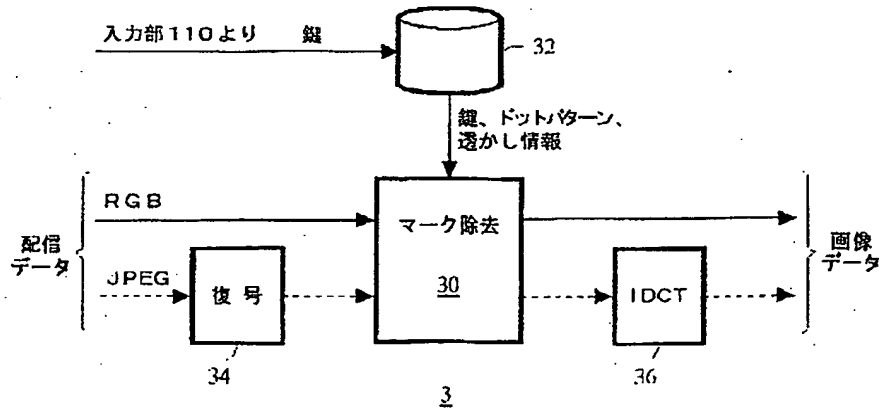 入力部110より 鍵
32
鍵、ドットパターン、
透かし情報
RGB
マーク除去
30
配信
データ
画像
データ
JPEG
復号
IDCT
34
36
3